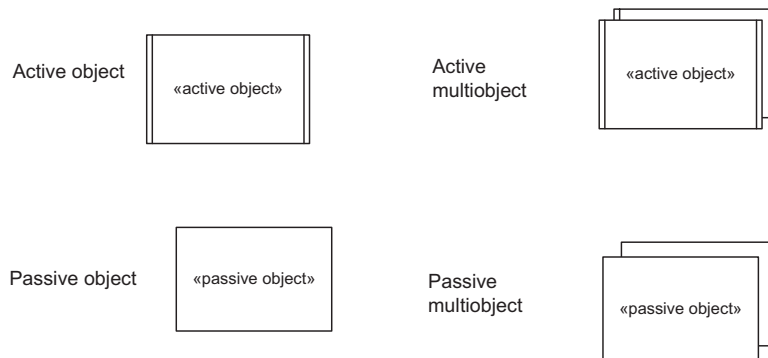 Active object
«active object»
Active
multiobject
«active object»
Passive object
«passive object»
Passive
multiobject
«passive object»